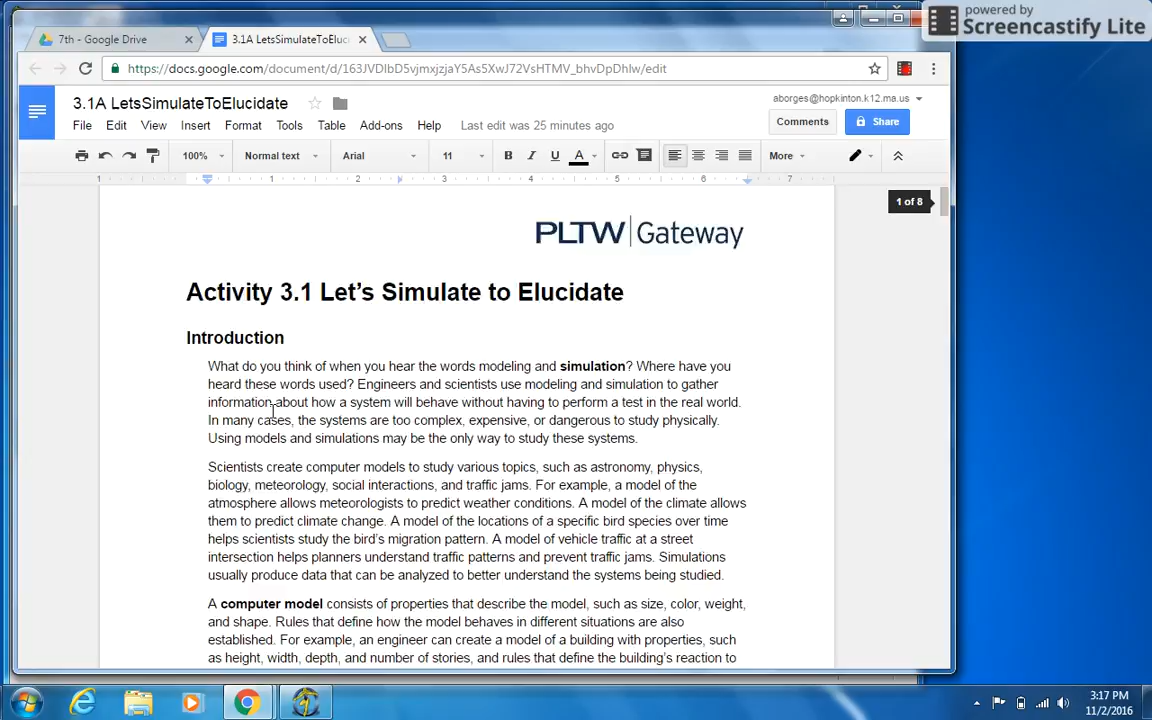 powered by
Screencastify Lite
7th - Google Drive
3.1A LetsSimulateToEluci
https://docs.google.com/document/d/163JVDlbD5vjmxjzjaY5As5XwJ72VsHTMV_bhvDpDhIw/edit
3.1A LetsSimulateToElucidate
aborges@hopkinton.k12.ma.us
File Edit View Insert Format Tools Table Add-ons Help Last edit was 25 minutes ago
Comments
Share
100% Normal text Arial 11 B I U A More
1 1 2 3 4 5 6 7
1 of 8
PLTW Gateway
Activity 3.1 Let's Simulate to Elucidate
Introduction
What do you think of when you hear the words modeling and simulation? Where have you
heard these words used? Engineers and scientists use modeling and simulation to gather
information about how a system will behave without having to perform a test in the real world.
In many cases, the systems are too complex, expensive, or dangerous to study physically.
Using models and simulations may be the only way to study these systems.
Scientists create computer models to study various topics, such as astronomy, physics,
biology, meteorology, social interactions, and traffic jams. For example, a model of the
atmosphere allows meteorologists to predict weather conditions. A model of the climate allows
them to predict climate change. A model of the locations of a specific bird species over time
helps scientists study the bird's migration pattern. A model of vehicle traffic at a street
intersection helps planners understand traffic patterns and prevent traffic jams. Simulations
usually produce data that can be analyzed to better understand the systems being studied.
A computer model consists of properties that describe the model, such as size, color, weight,
and shape. Rules that define how the model behaves in different situations are also
established. For example, an engineer can create a model of a building with properties, such
as height, width, depth, and number of stories, and rules that define the building's reaction to
3:17 PM
11/2/2016